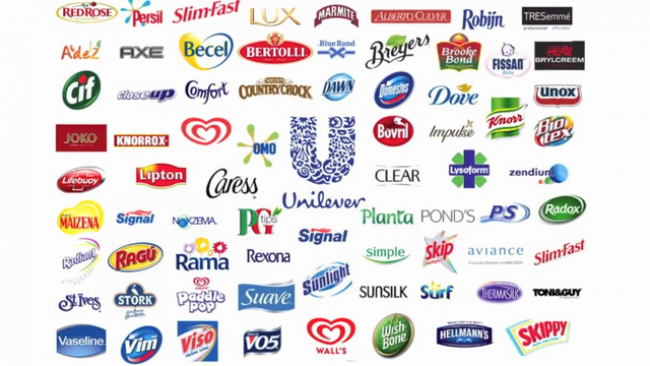 RED ROSE
Persil
Slim·Fast
LUX
MARMITE
ALBERTO CULVER
Robijn
TRESemmé
AdeZ
AXE
Becel
BERTOLLI
Blue Band
Breyers
Brooke Bond
FISSAN
Baby
BRYLCREEM
Cif
closeup
Comfort
COUNTRY CROCK
DAWN
Domestos
Dove
Knorr
UNOX
JOKO
KNORROX
OMO
U
Bovril
Impulse
Biotex
Lifebuoy
Lipton
Caress
CLEAR
Lysoform
zendium
Unilever
MAIZENA
Signal
NOXZEMA
PG tips
Signal
Planta
POND'S
P/S
Radox
Radiant
RAGÚ
Rama
Rexona
Sunlight
simple
skip
aviance
Slim·Fast
St.Ives
STORK
Paddle Pop
Suave
SUNSILK
Surf
THERMASILK
TONI&GUY
Vaseline
Vim
Viso
VO5
WALL'S
Wish-Bone
HELLMANN'S
SKIPPY